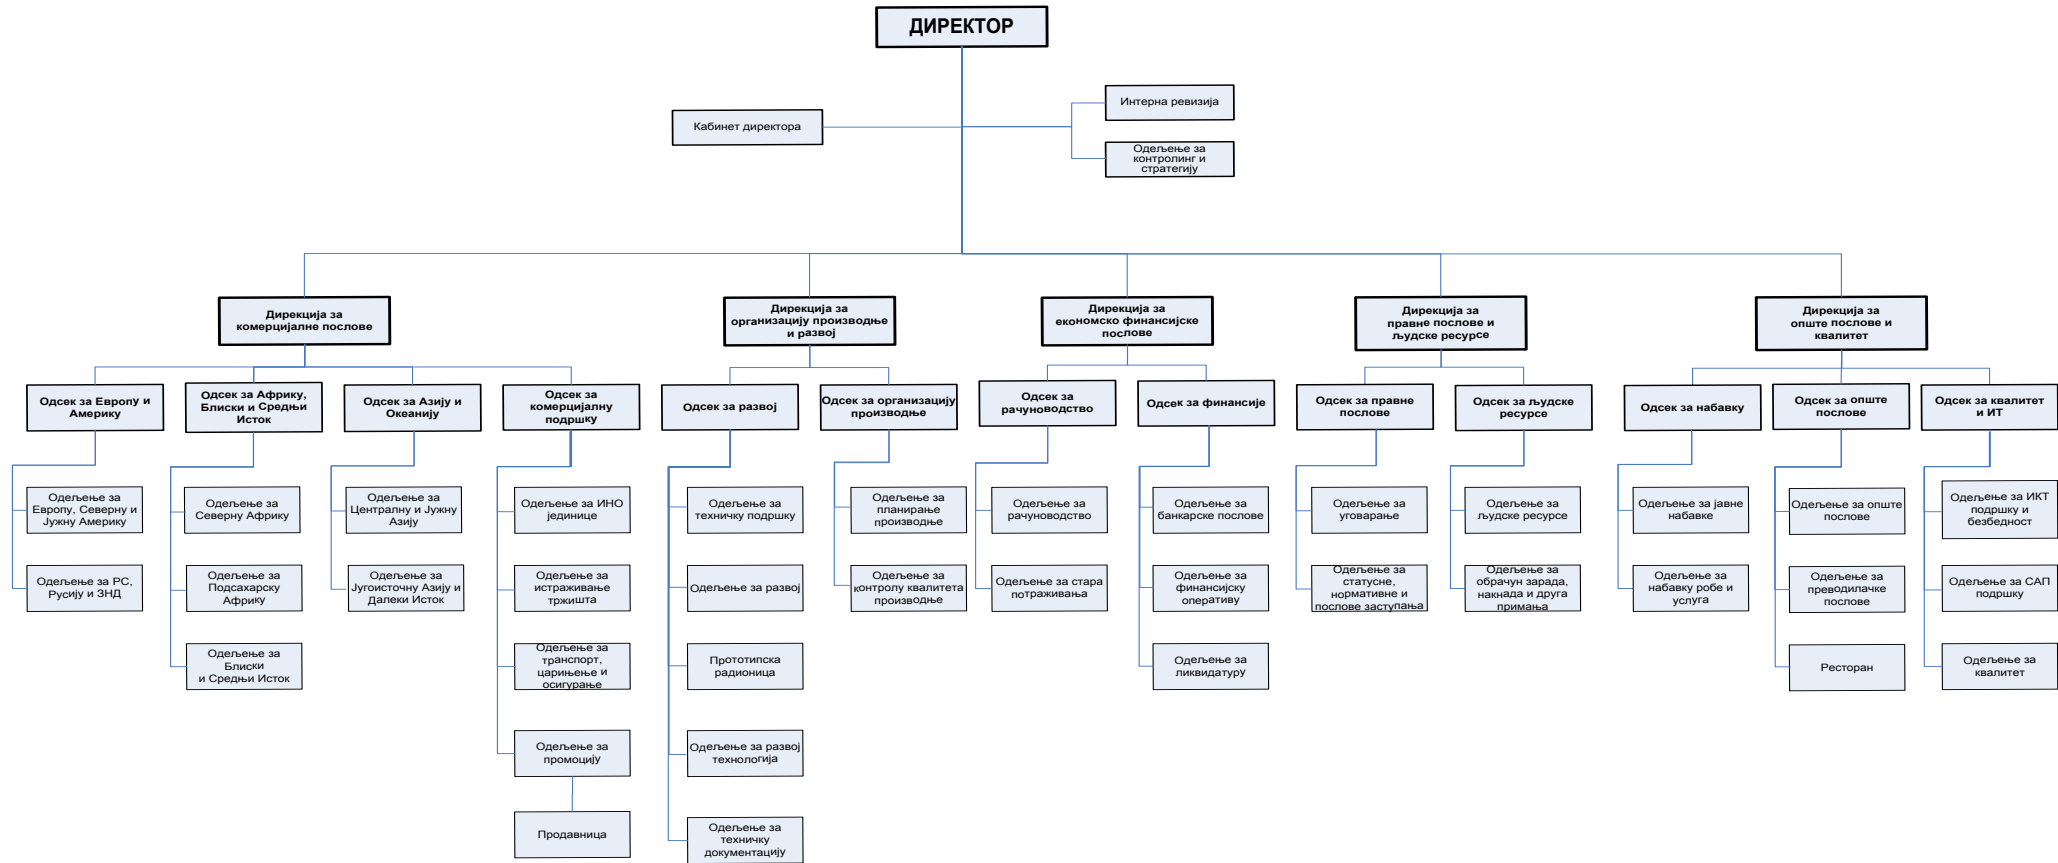 ДИРЕКТОР
Интерна ревизија
Кабинет директора
Одељење за
контролинг и
стратегију
Дирекција за
комерцијалне послове
Дирекција за
организацију производње
и развој
Дирекција за
економско финансијске
послове
Дирекција за
правне послове и
људске ресурсе
Дирекција за
опште послове и
квалитет
Одсек за Европу и
Америку
Одсек за Африку,
Блиски и Средњи
Исток
Одсек за Азију и
Океанију
Одсек за
комерцијалну
подршку
Одсек за развој
Одсек за организацију
производње
Одсек за
рачуноводство
Одсек за финансије
Одсек за правне
послове
Одсек за људске
ресурсе
Одсек за набавку
Одсек за опште
послове
Одсек за квалитет
и ИТ
Одељење за
Европу, Северну и
Јужну Америку
Одељење за
Северну Африку
Одељење за
Централну и Јужну
Азију
Одељење за ИНО
јединице
Одељење за
техничку подршку
Одељење за
планирање
производње
Одељење за
рачуноводство
Одељење за
банкарске послове
Одељење за
уговарање
Одељење за
људске ресурсе
Одељење за јавне
набавке
Одељење за опште
послове
Одељење за ИКТ
подршку и
безбедност
Одељење за РС,
Русију и ЗНД
Одељење за
Подсахарску
Африку
Одељење за
Југоисточну Азију и
Далеки Исток
Одељење за
истраживање
тржишта
Одељење за развој
Одељење за
контролу квалитета
производње
Одељење за стара
потраживања
Одељење за
финансијску
оперативу
Одељење за
статусне,
нормативне и
послове заступања
Одељење за
обрачун зарада,
накнада и друга
примања
Одељење за
набавку робе и
услуга
Одељење за
преводилачке
послове
Одељење за САП
подршку
Одељење за
Блиски
и Средњи Исток
Одељење за
транспорт,
царињење и
осигурање
Прототипска
радионица
Одељење за
ликвидатуру
Ресторан
Одељење за
квалитет
Одељење за
промоцију
Одељење за развој
технологија
Продавница
Одељење за
техничку
документацију